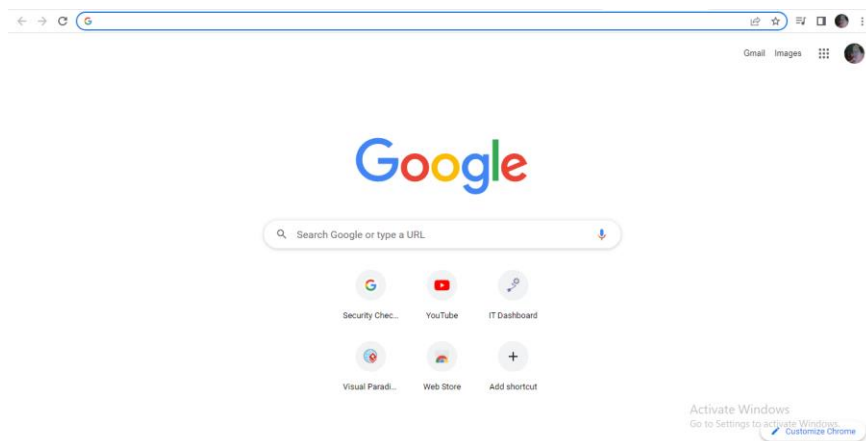 Gmail Images
Google
Search Google or type a URL
Security Chec... YouTube IT Dashboard
Visual Paradi... Web Store Add shortcut
Activate Windows
Go to Settings to activate Windows.
Customize Chrome